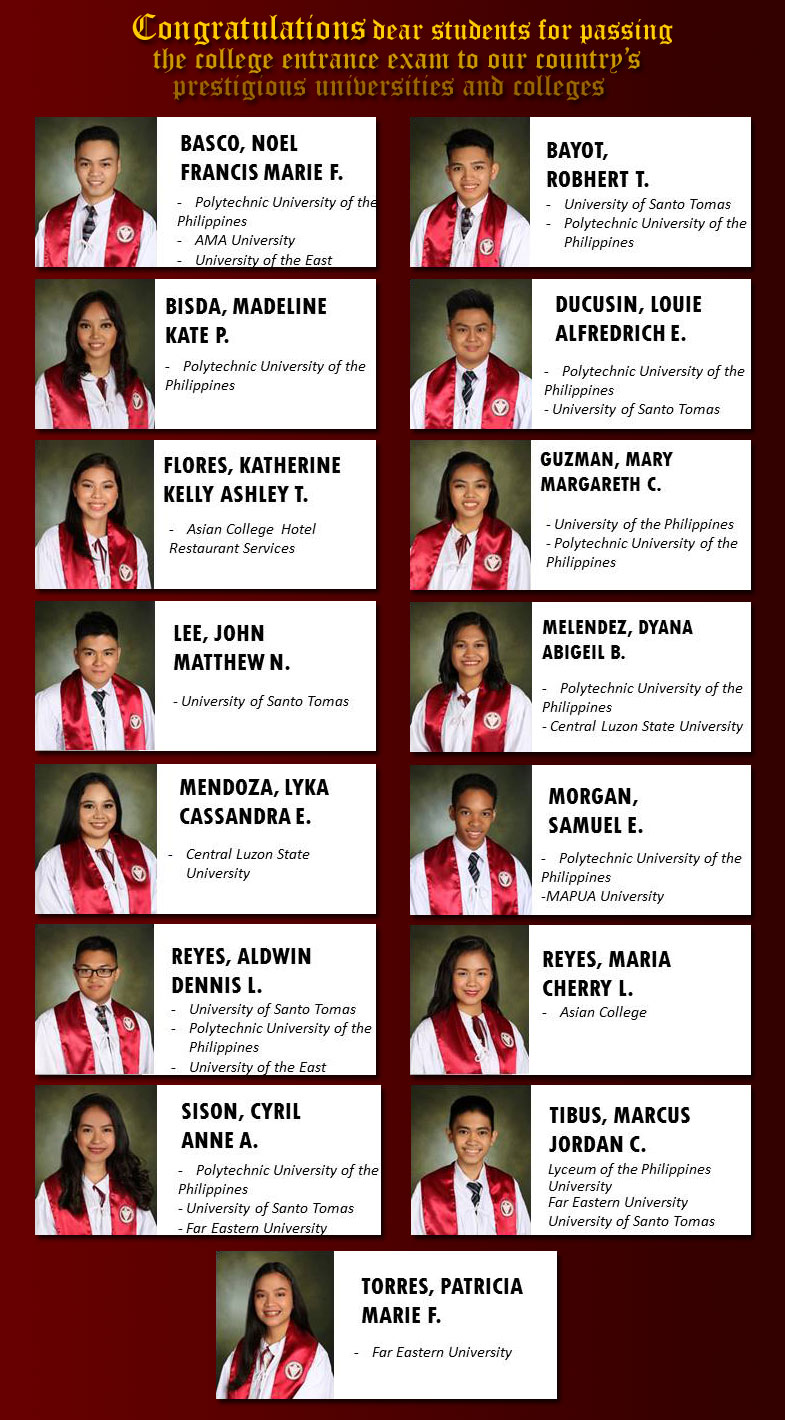 Congratulations dear students for passing
the college entrance exam to our country's
prestigious universities and colleges
BASCO, NOEL
FRANCIS MARIE F.
- Polytechnic University of the
Philippines
- AMA University
- University of the East
BAYOT,
ROBHERT T.
- University of Santo Tomas
- Polytechnic University of the
Philippines
BISDA, MADELINE
KATE P.
- Polytechnic University of the
Philippines
DUCUSIN, LOUIE
ALFREDRICH E.
- Polytechnic University of the
Philippines
- University of Santo Tomas
FLORES, KATHERINE
KELLY ASHLEY T.
- Asian College Hotel
Restaurant Services
GUZMAN, MARY
MARGARETH C.
- University of the Philippines
- Polytechnic University of the
Philippines
LEE, JOHN
MATTHEW N.
- University of Santo Tomas
MELENDEZ, DYANA
ABIGEIL B.
- Polytechnic University of the
Philippines
- Central Luzon State University
MENDOZA, LYKA
CASSANDRA E.
- Central Luzon State
University
MORGAN,
SAMUEL E.
- Polytechnic University of the
Philippines
-MAPUA University
REYES, ALDWIN
DENNIS L.
- University of Santo Tomas
- Polytechnic University of the
Philippines
- University of the East
REYES, MARIA
CHERRY L.
- Asian College
SISON, CYRIL
ANNE A.
- Polytechnic University of the
Philippines
- University of Santo Tomas
- Far Eastern University
TIBUS, MARCUS
JORDAN C.
Lyceum of the Philippines
University
Far Eastern University
University of Santo Tomas
TORRES, PATRICIA
MARIE F.
- Far Eastern University